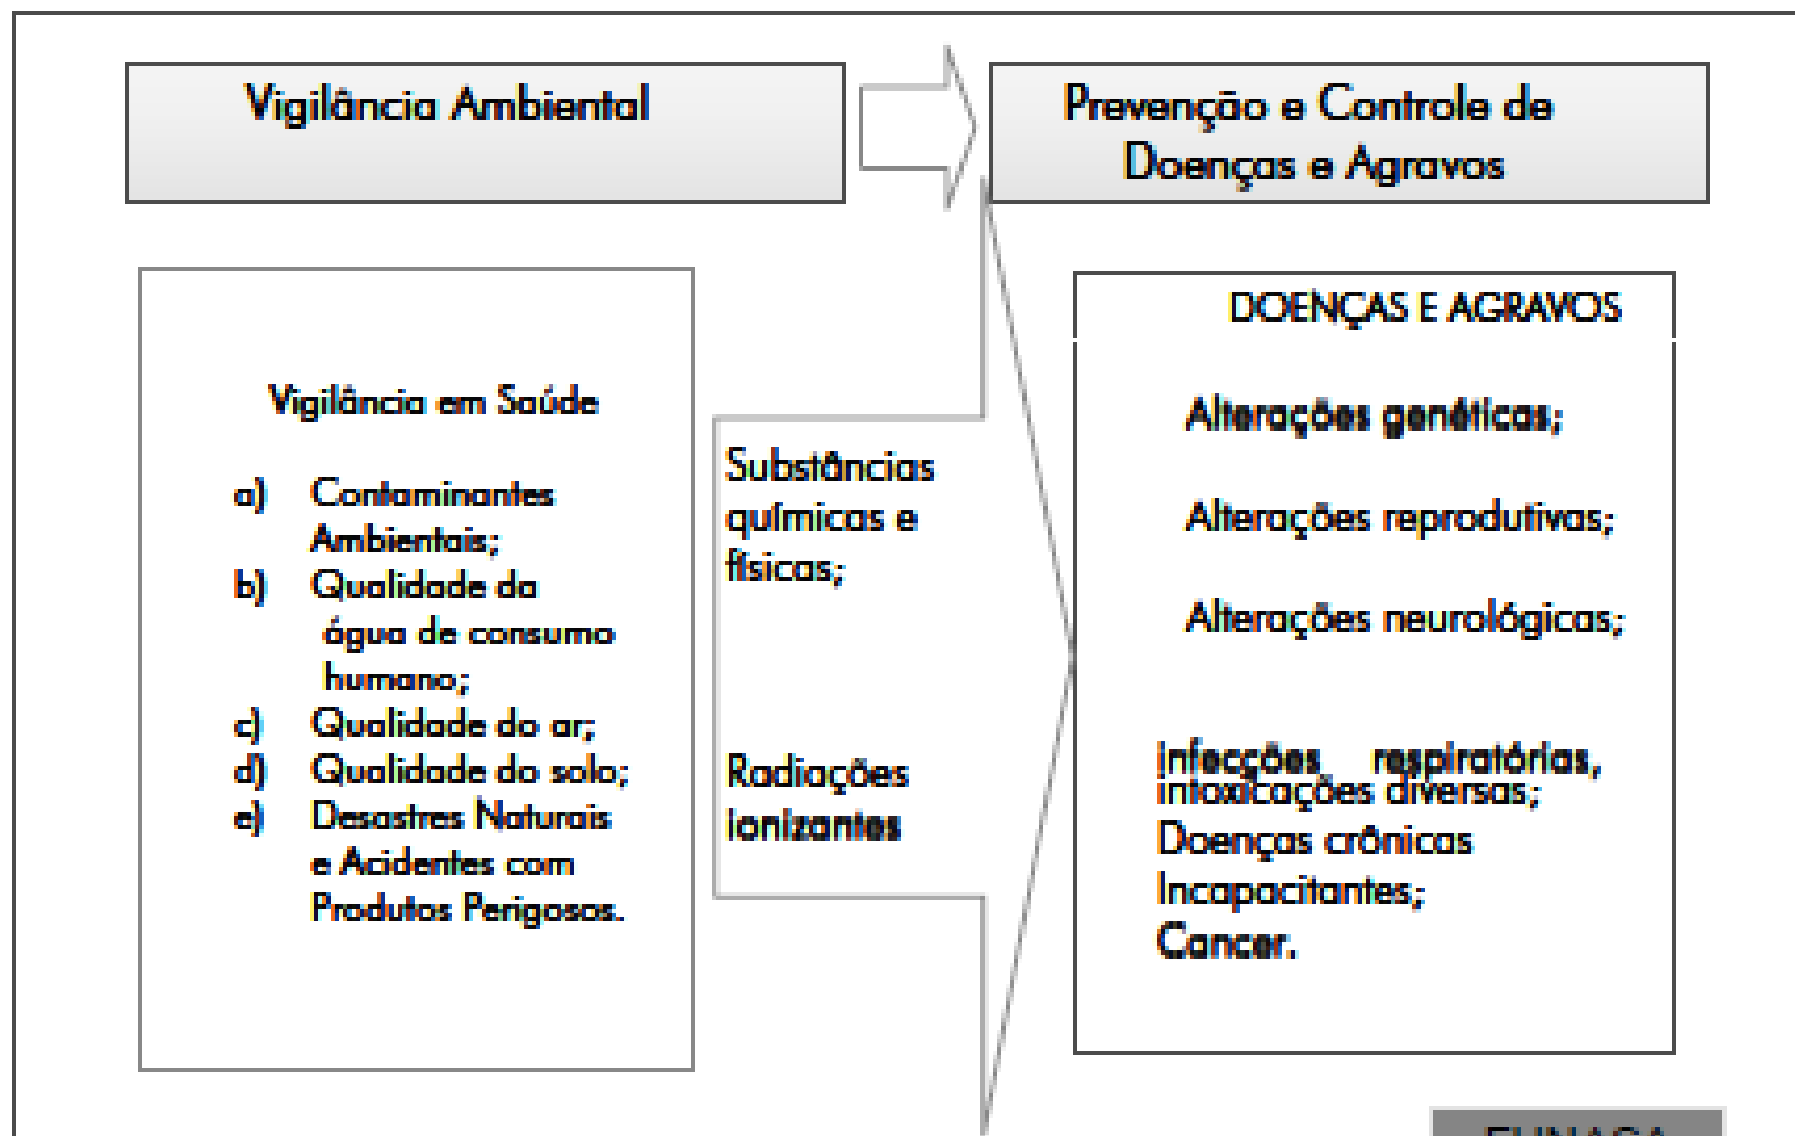 Vigilância Ambiental
Prevenção e Controle de
Doenças e Agravos
Vigilância em Saúde
a) Contaminantes
Ambientais;
b) Qualidade da
água de consumo
humano;
c) Qualidade do ar;
d) Qualidade do solo;
e) Desastres Naturais
e Acidentes com
Produtos Perigosos.
Substâncias
químicas e
físicas;
Radiações
ionizantes
DOENÇAS E AGRAVOS
Alterações genéticas;
Alterações reprodutivas;
Alterações neurológicas;
Infecções respiratórias,
intoxicações diversas;
Doenças crônicas
Incapacitantes;
Cancer.